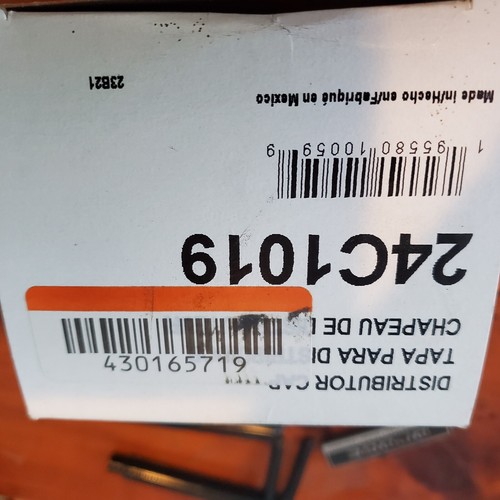 DISTRIBUTOR CAP
TAPA PARA
CHAPEAU DE
430165719
24C1019
1 95580 10059 9
Made in/Hecho en/Fabriqué en Mexico
23B21